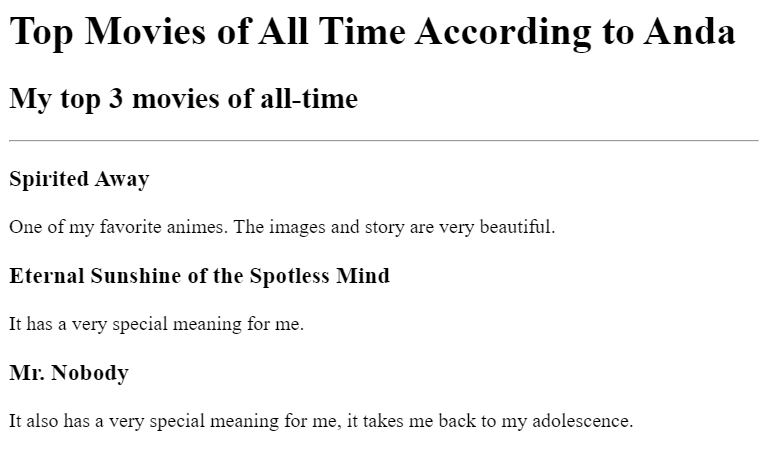 Top Movies of All Time According to Anda
My top 3 movies of all-time
Spirited Away
One of my favorite animes. The images and story are very beautiful.
Eternal Sunshine of the Spotless Mind
It has a very special meaning for me.
Mr. Nobody
It also has a very special meaning for me, it takes me back to my adolescence.